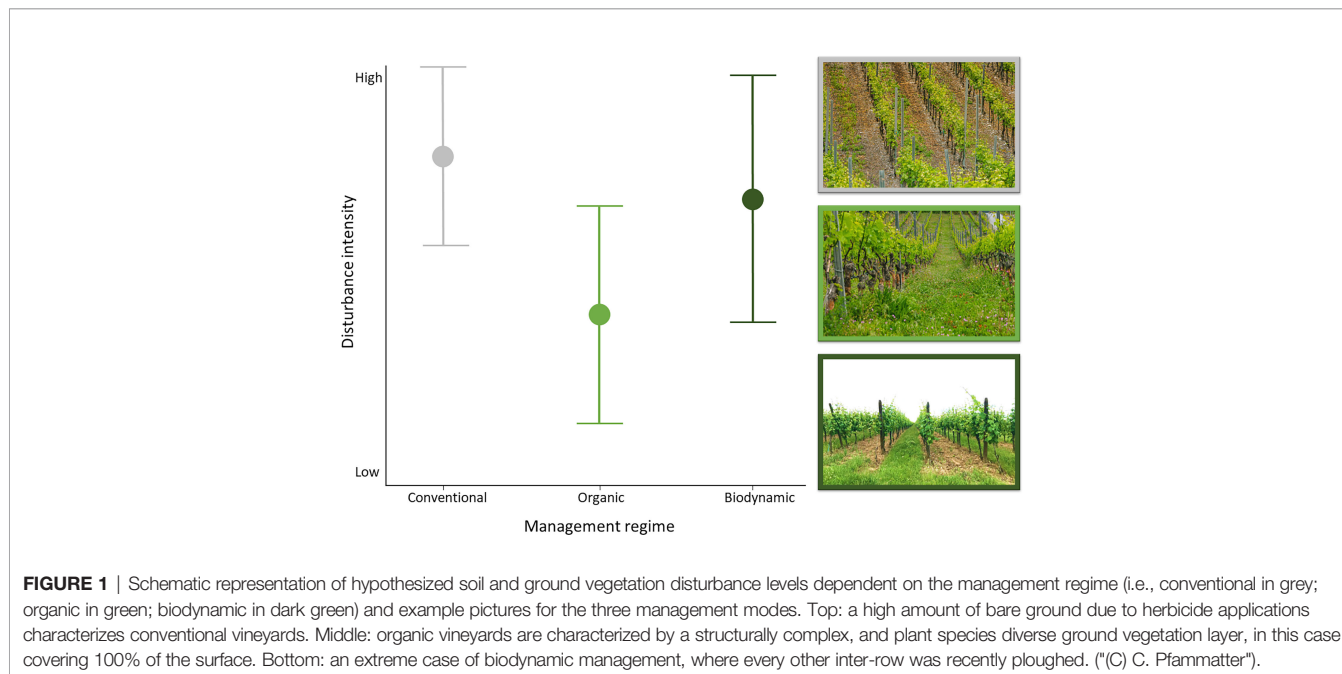 High
Disturbance intensity
Low
Conventional
Organic
Biodynamic
Management regime
FIGURE 1 | Schematic representation of hypothesized soil and ground vegetation disturbance levels dependent on the management regime (i.e., conventional in grey;
organic in green; biodynamic in dark green) and example pictures for the three management modes. Top: a high amount of bare ground due to herbicide applications
characterizes conventional vineyards. Middle: organic vineyards are characterized by a structurally complex, and plant species diverse ground vegetation layer, in this case
covering 100% of the surface. Bottom: an extreme case of biodynamic management, where every other inter-row was recently ploughed. ("(C) C. Pfammatter").